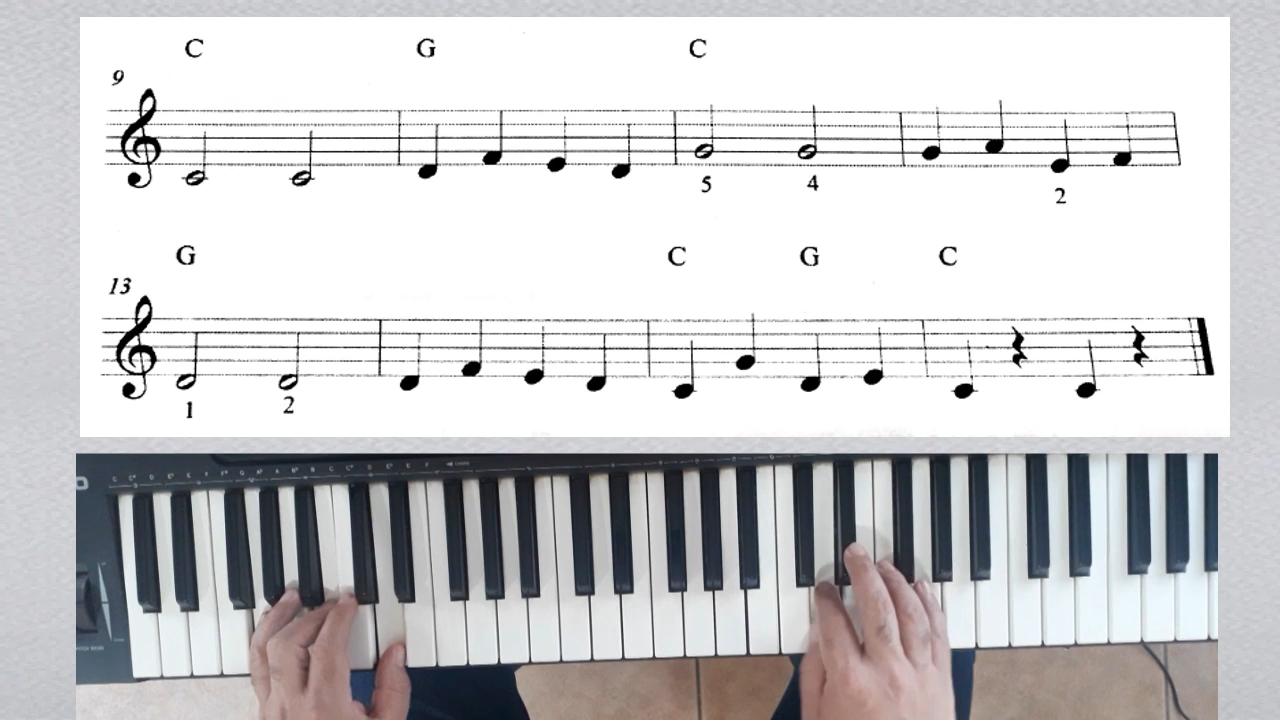 C G C
9
5 4
2
G C G C
13
1 2
C C# D E♭ E F F# G A♭ A B♭ B C C# D E F